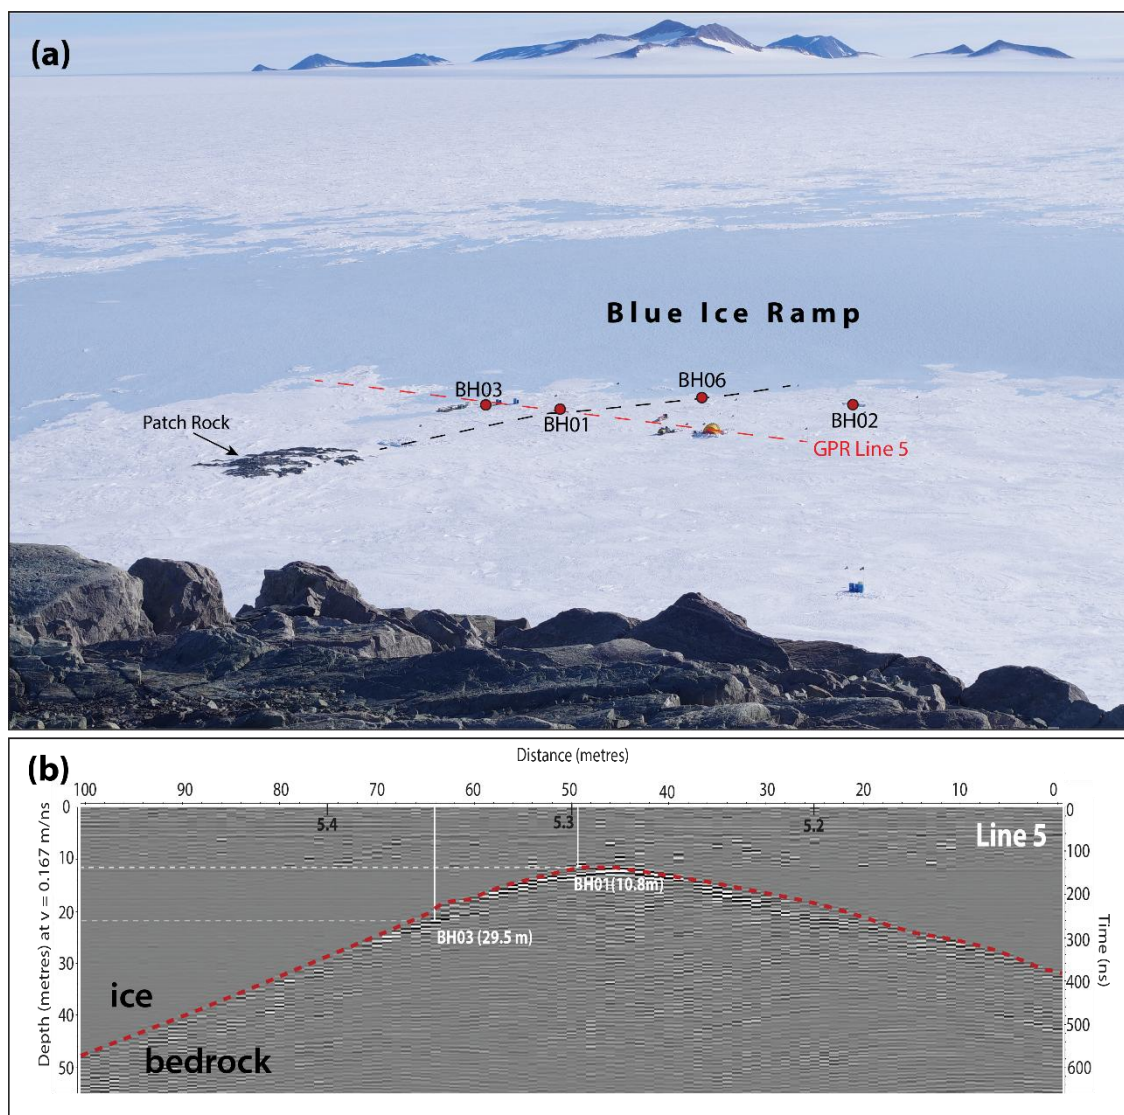 (a)
Blue Ice Ramp
BH03
BH06
BH01
BH02
Patch Rock
GPR Line 5
(b)
Distance (metres)
100 90 80 70 60 50 40 30 20 10 0
0 10 20 30 40 50
Depth (metres) at v = 0.167 m/ns
0 100 200 300 400 500 600
Time (ns)
5.4 5.3 5.2
Line 5
BH01(10.8m)
BH03 (29.5 m)
ice
bedrock